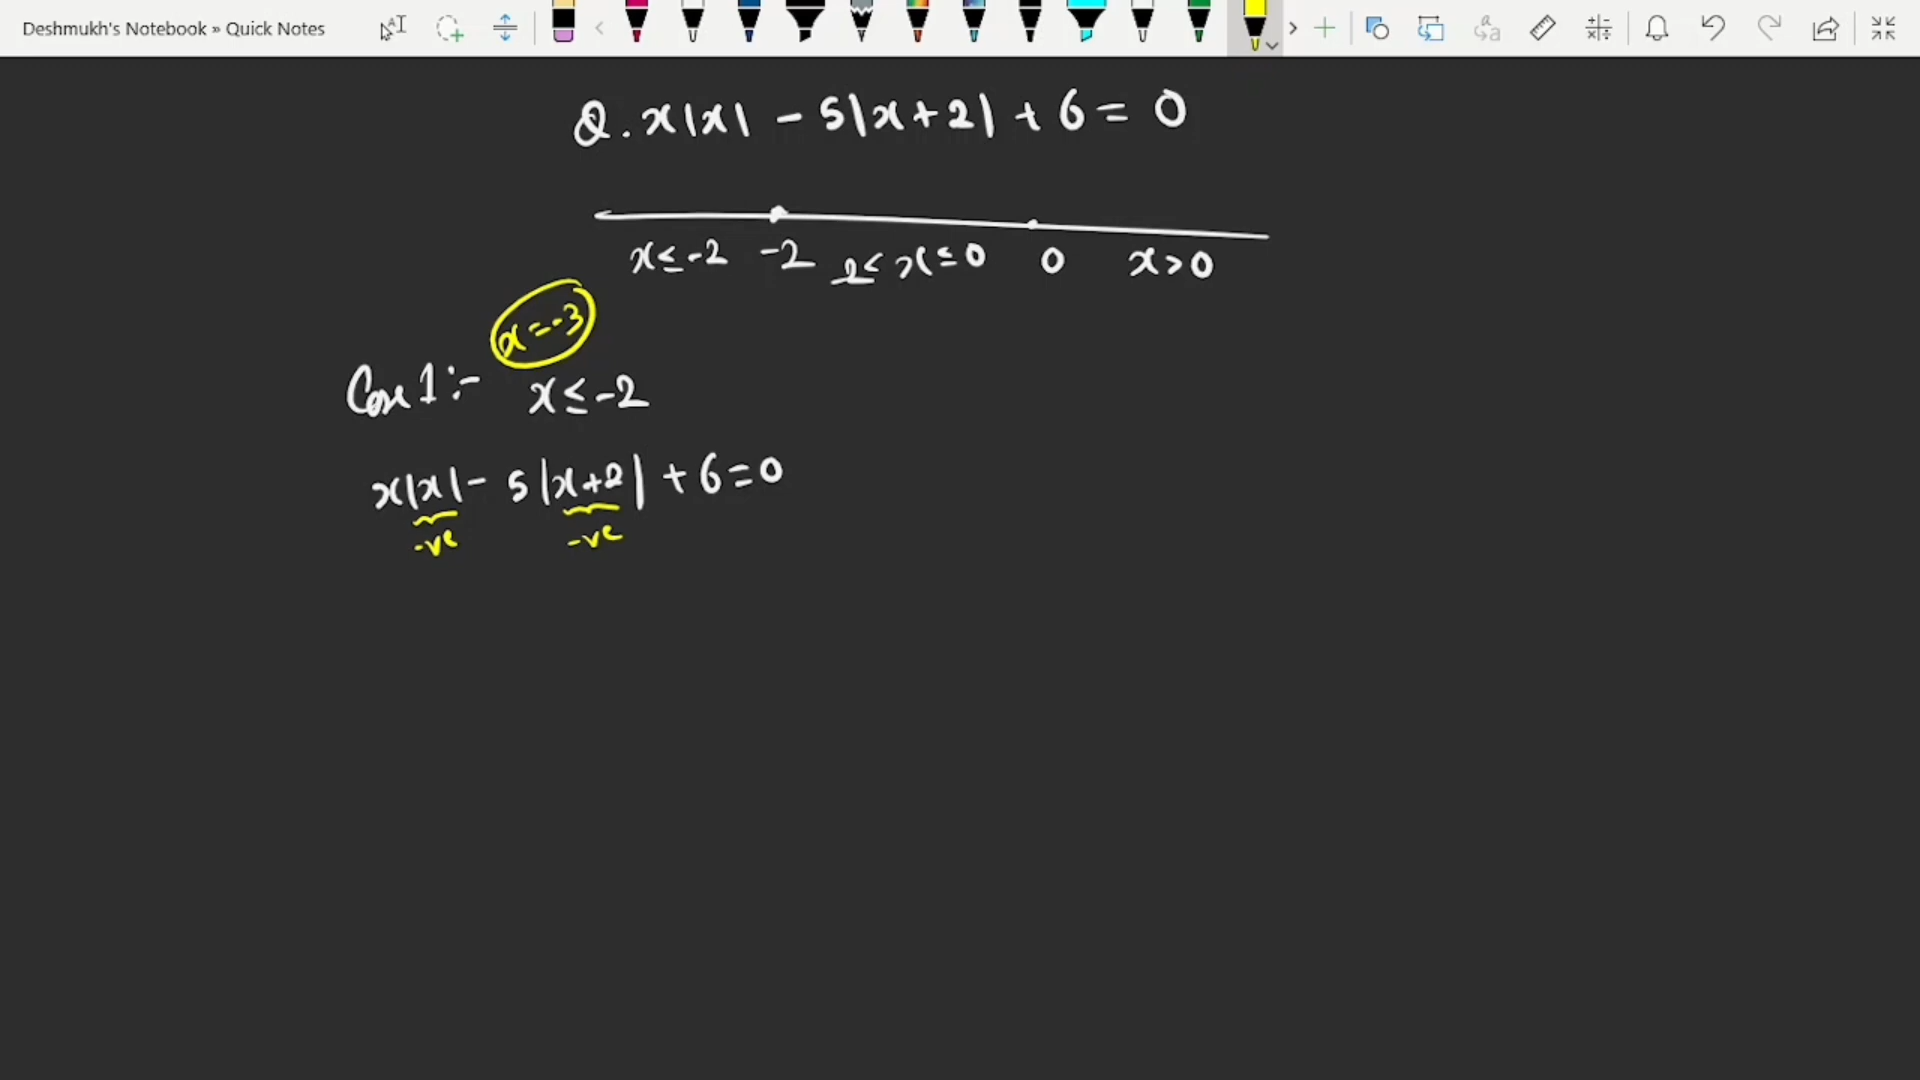 Deshmukh's Notebook » Quick Notes
Q. x|x| - 5|x+2| + 6 = 0
x≤-2 -2 -2< x ≤0 0 x>0
x=-3
Case 1:- x≤-2
x|x| - 5|x+2| + 6=0
-ve -ve